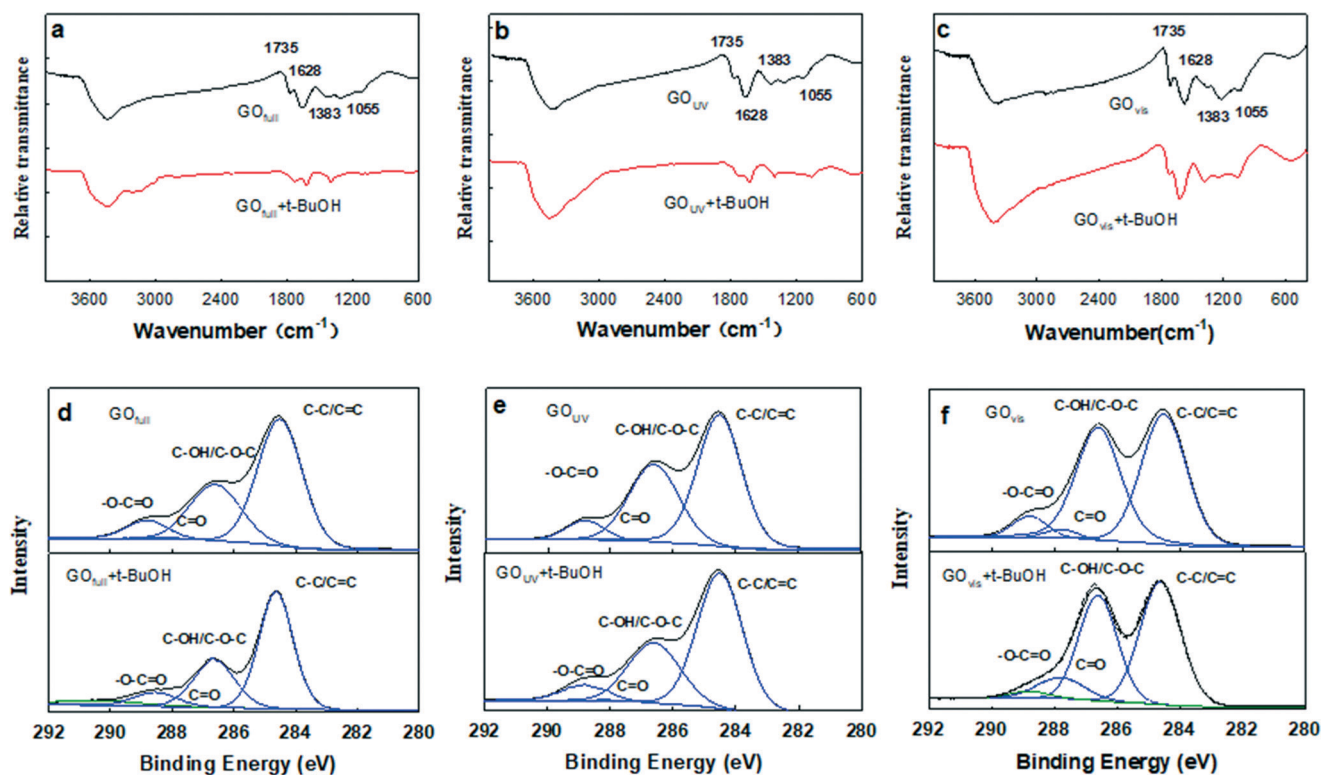 a
1735
1628
1383
1055
GOfull
GOfull+t-BuOH
Relative transmittance
3600 3000 2400 1800 1200 600
Wavenumber (cm-1)
b
1735
1383
1628
1055
GOUV
GOUV+t-BuOH
Relative transmittance
3600 3000 2400 1800 1200 600
Wavenumber (cm-1)
c
1735
1628
1383
1055
GOvis
GOvis+t-BuOH
Relative transmittance
3600 3000 2400 1800 1200 600
Wavenumber(cm-1)
d
GOfull
C-C/C=C
C-OH/C-O-C
-O-C=O
C=O
GOfull+t-BuOH
C-C/C=C
C-OH/C-O-C
-O-C=O
C=O
Intensity
292 290 288 286 284 282 280
Binding Energy (eV)
e
GOUV
C-C/C=C
C-OH/C-O-C
-O-C=O
C=O
GOUV+t-BuOH
C-C/C=C
C-OH/C-O-C
-O-C=O
C=O
Intensity
292 290 288 286 284 282 280
Binding Energy (eV)
f
GOvis
C-OH/C-O-C
C-C/C=C
-O-C=O
C=O
GOvis+t-BuOH
C-OH/C-O-C
C-C/C=C
-O-C=O
C=O
Intensity
292 290 288 286 284 282 280
Binding Energy (eV)